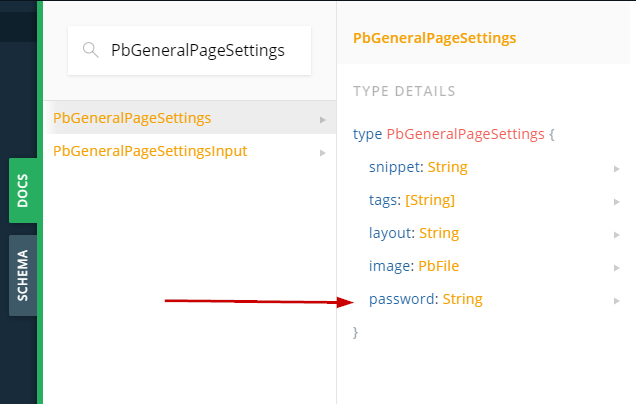 PbGeneralPageSettings
PbGeneralPageSettings
PbGeneralPageSettingsInput
DOCS
SCHEMA
PbGeneralPageSettings
TYPE DETAILS
type PbGeneralPageSettings {
snippet: String
tags: [String]
layout: String
image: PbFile
password: String
}